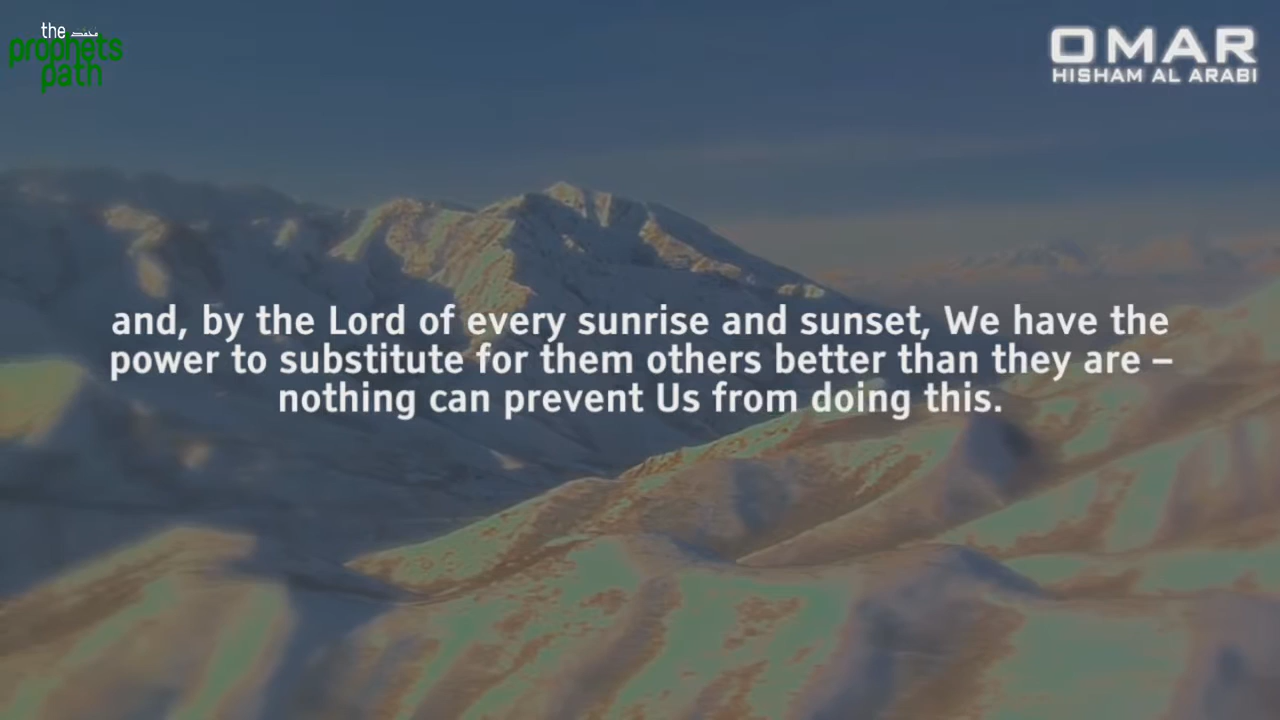 the
prophets
path
OMAR
HISHAM AL ARABI
and, by the Lord of every sunrise and sunset, We have the
power to substitute for them others better than they are –
nothing can prevent Us from doing this.